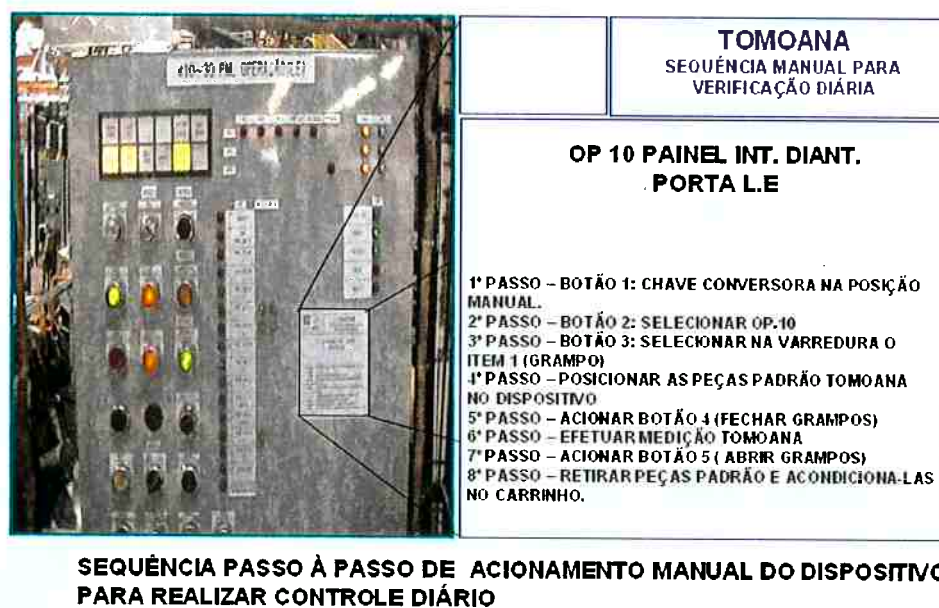 TOMOANA
SEQUÊNCIA MANUAL PARA
VERIFICAÇÃO DIÁRIA
OP 10 PAINEL INT. DIANT.
PORTA L.E
1º PASSO – BOTÃO 1: CHAVE CONVERSORA NA POSIÇÃO
MANUAL.
2º PASSO – BOTÃO 2: SELECIONAR OP.10
3º PASSO – BOTÃO 3: SELECIONAR NA VARREDURA O
ITEM 1 (GRAMPO)
4º PASSO – POSICIONAR AS PEÇAS PADRÃO TOMOANA
NO DISPOSITIVO
5º PASSO – ACIONAR BOTÃO 4 (FECHAR GRAMPOS)
6º PASSO – EFETUAR MEDIÇÃO TOMOANA
7º PASSO – ACIONAR BOTÃO 5 ( ABRIR GRAMPOS)
8º PASSO – RETIRAR PEÇAS PADRÃO E ACONDICIONA-LAS
NO CARRINHO.
SEQUÊNCIA PASSO À PASSO DE ACIONAMENTO MANUAL DO DISPOSITIVO
PARA REALIZAR CONTROLE DIÁRIO